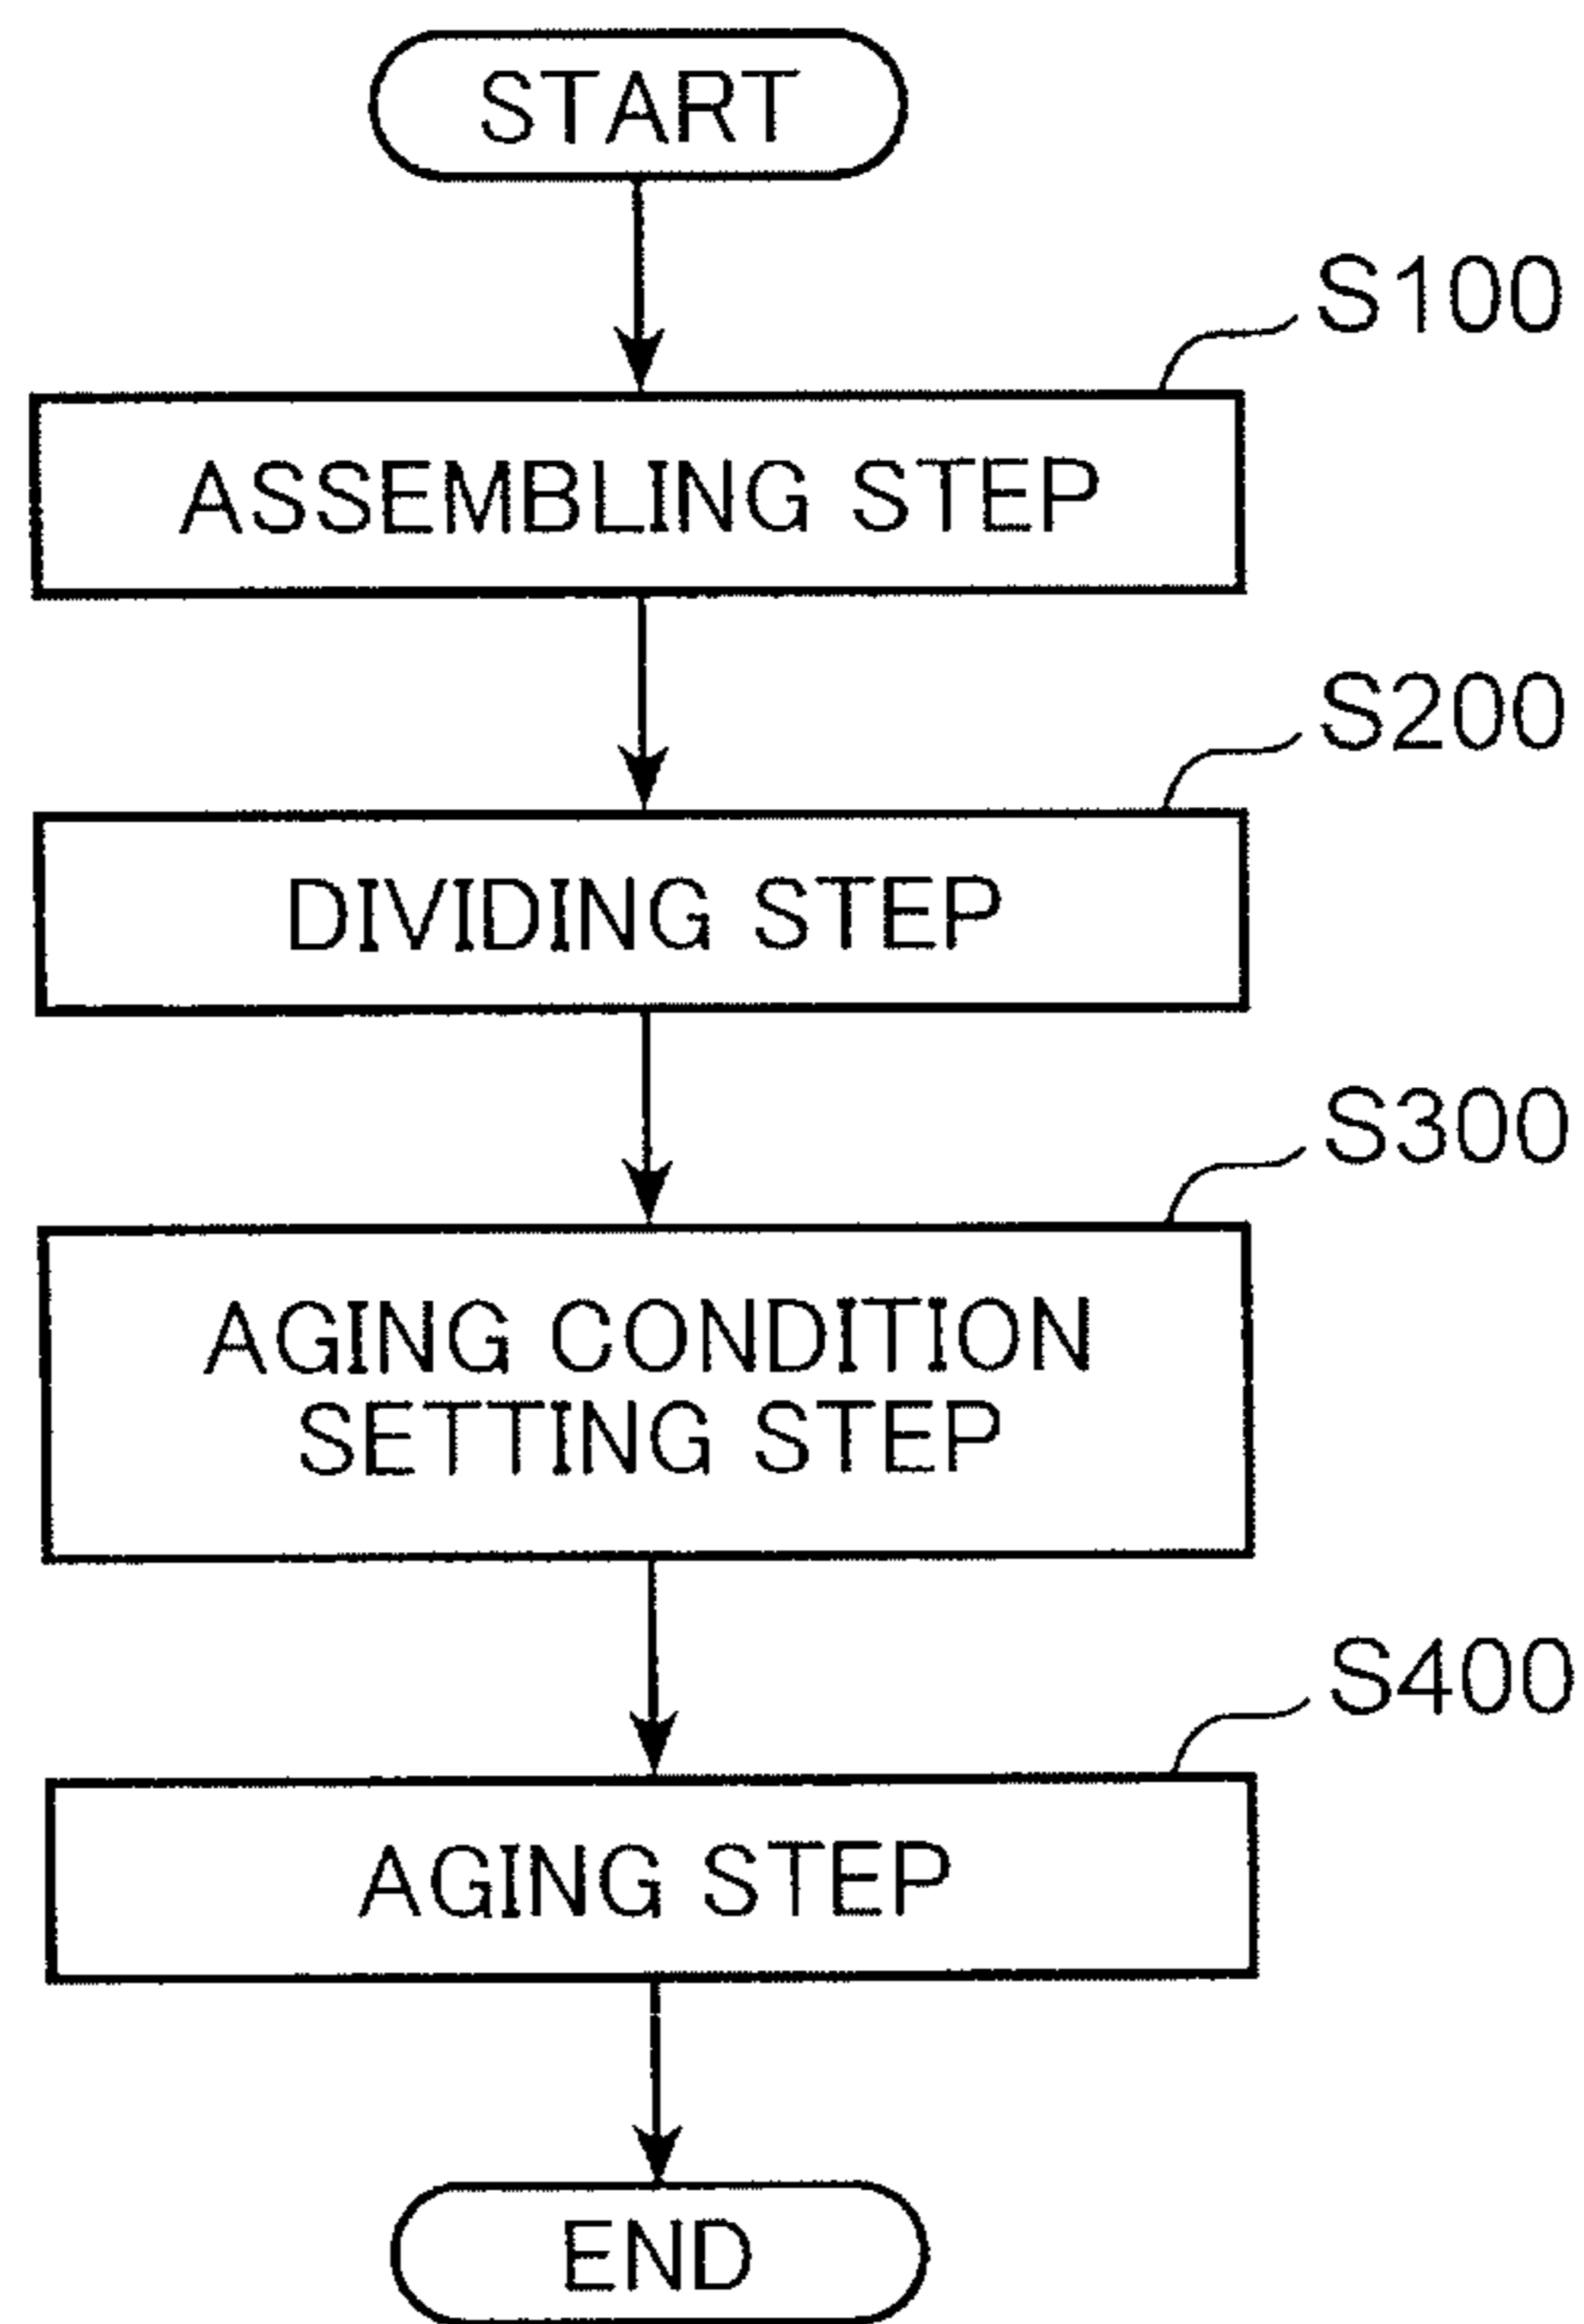 START
S100
ASSEMBLING STEP
S200
DIVIDING STEP
S300
AGING CONDITION
SETTING STEP
S400
AGING STEP
END